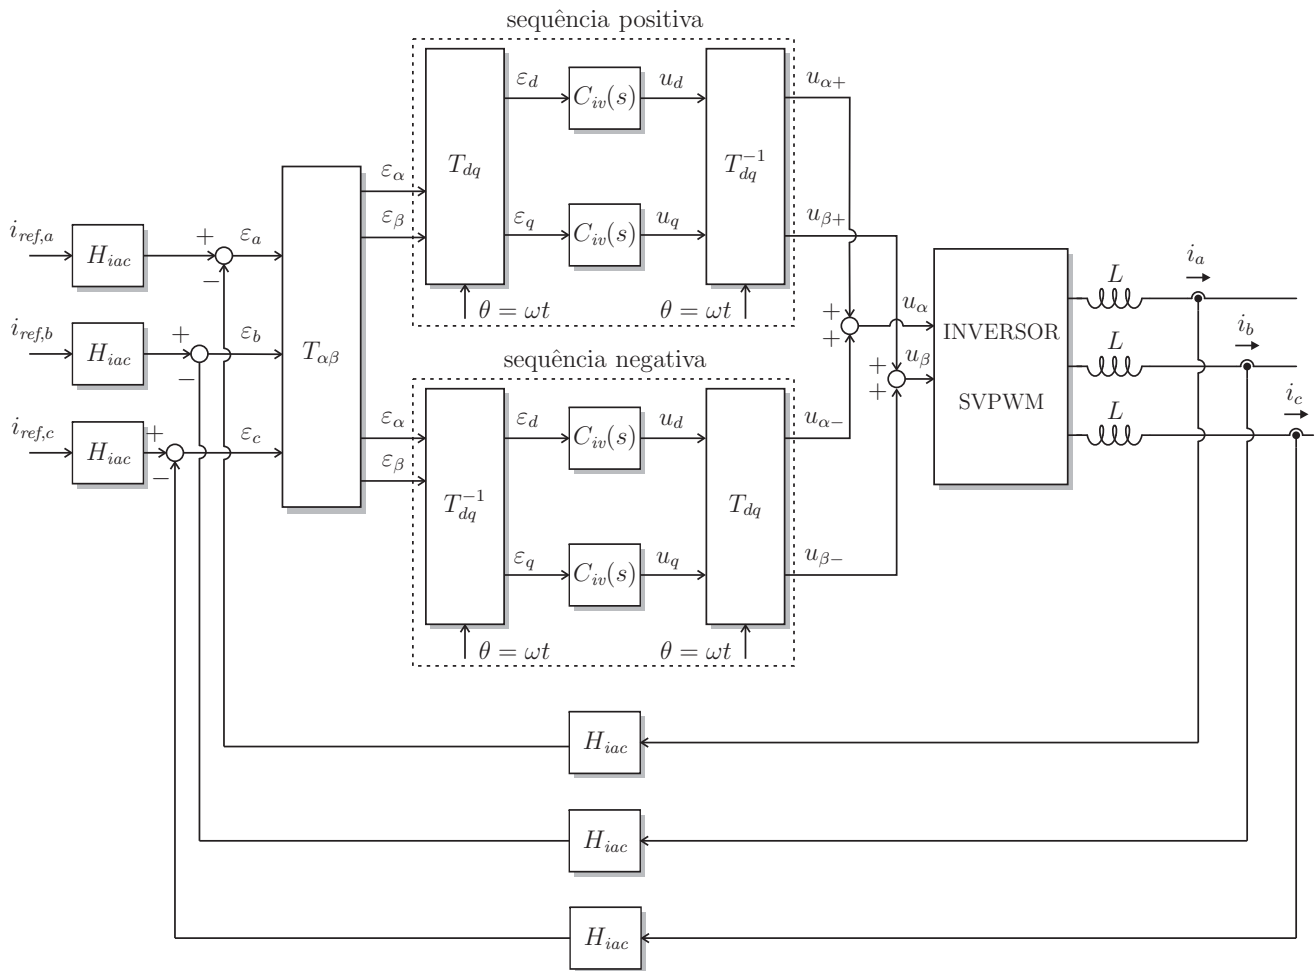 sequência positiva
ε_d
C_iv(s)
u_d
u_α+
T_dq
T_dq^−1
ε_α
ε_β
ε_q
C_iv(s)
u_q
u_β+
θ = ωt
θ = ωt
i_ref,a
H_iac
+
−
ε_a
i_ref,b
H_iac
+
−
ε_b
i_ref,c
H_iac
+
−
ε_c
T_αβ
+
+
u_α
+
+
u_β
INVERSOR
SVPWM
L
i_a
L
i_b
L
i_c
sequência negativa
ε_α
ε_β
ε_d
C_iv(s)
u_d
u_α−
T_dq^−1
T_dq
ε_q
C_iv(s)
u_q
u_β−
θ = ωt
θ = ωt
H_iac
H_iac
H_iac